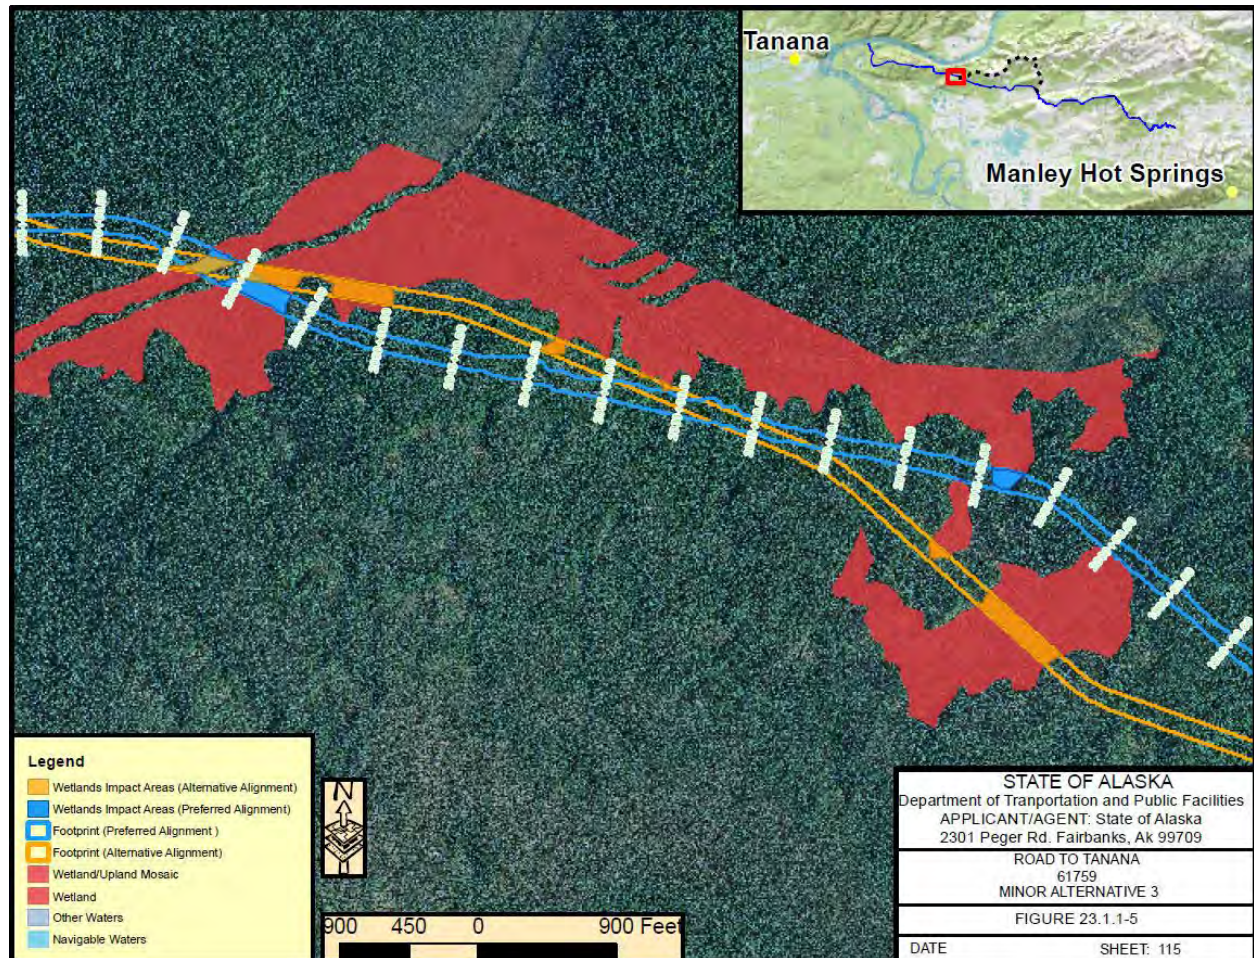 Tanana
Manley Hot Springs
Legend
Wetlands Impact Areas (Alternative Alignment)
Wetlands Impact Areas (Preferred Alignment)
Footprint (Preferred Alignment )
Footprint (Alternative Alignment)
Wetland/Upland Mosaic
Wetland
Other Waters
Navigable Waters
N
900 450 0 900 Feet
STATE OF ALASKA
Department of Tranportation and Public Facilities
APPLICANT/AGENT: State of Alaska
2301 Peger Rd. Fairbanks, Ak 99709
ROAD TO TANANA
61759
MINOR ALTERNATIVE 3
FIGURE 23.1.1-5
DATE SHEET: 115